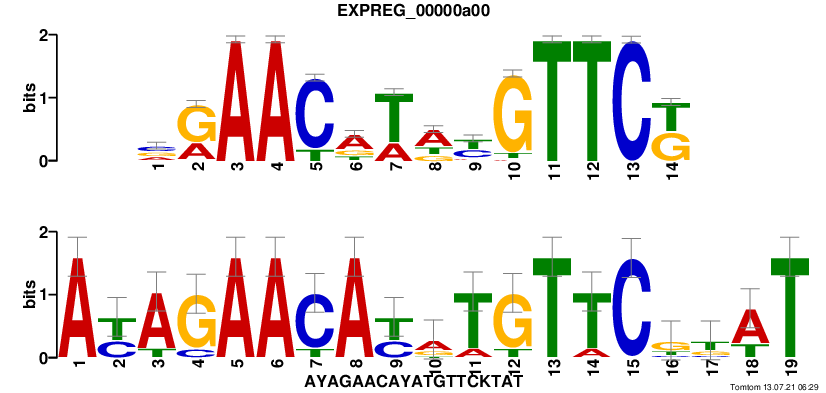 EXPREG_00000a00
bits
2
1
0
1 2 3 4 5 6 7 8 9 10 11 12 13 14
bits
2
1
0
1 2 3 4 5 6 7 8 9 10 11 12 13 14 15 16 17 18 19
AYAGAACAYATGTTCKTAT
Tomtom 13.07.21 06:29